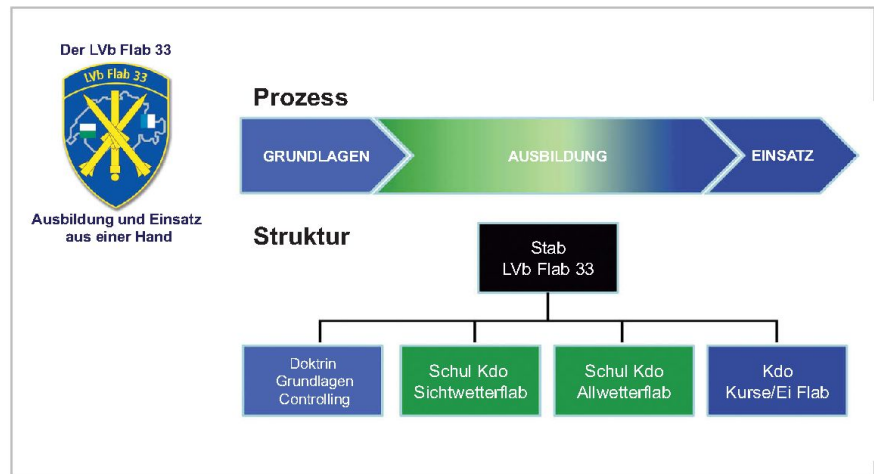 Der LVb Flab 33
LVb Flab 33
Ausbildung und Einsatz
aus einer Hand
Prozess
GRUNDLAGEN
AUSBILDUNG
EINSATZ
Struktur
Stab
LVb Flab 33
Doktrin
Grundlagen
Controlling
Schul Kdo
Sichtwetterflab
Schul Kdo
Allwetterflab
Kdo
Kurse/Ei Flab